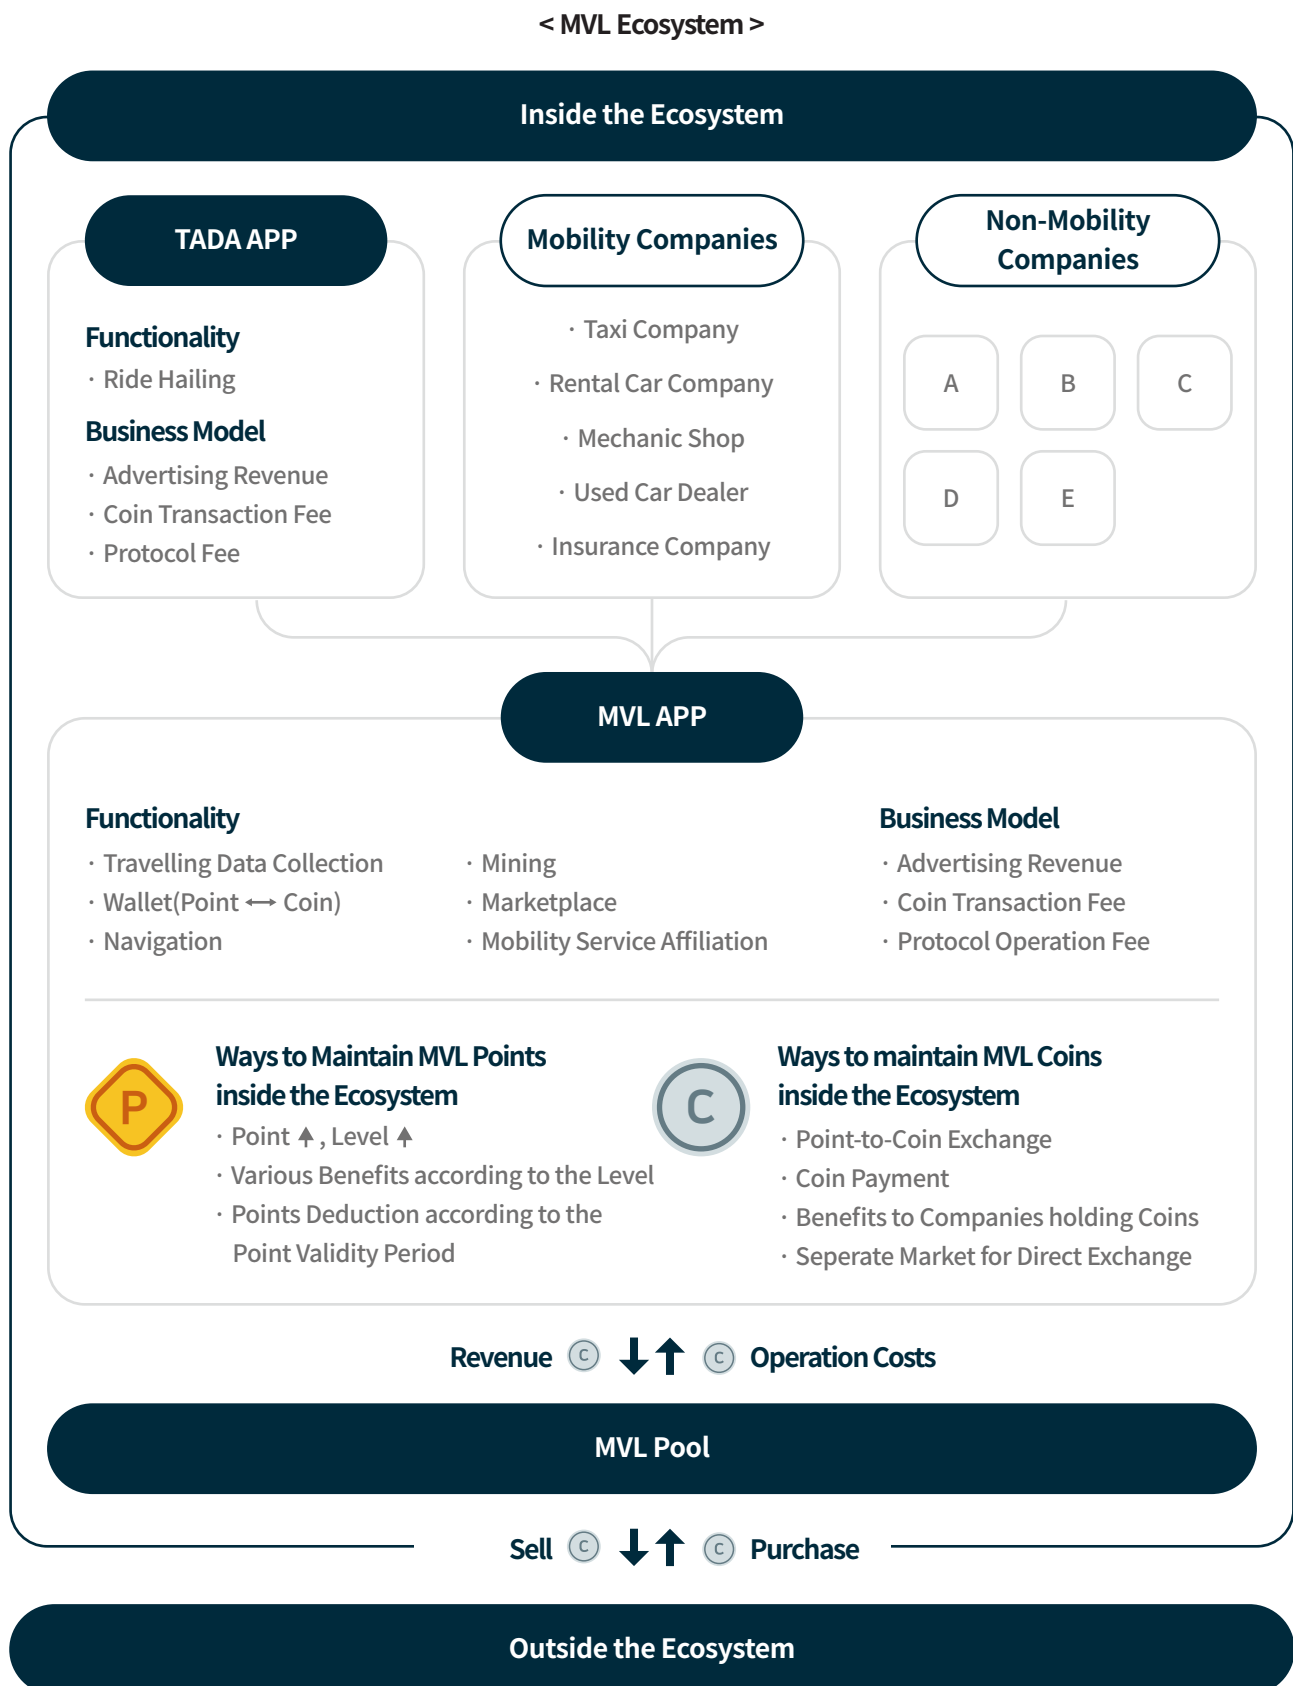 < MVL Ecosystem >
Inside the Ecosystem
TADA APP
Functionality
· Ride Hailing
Business Model
· Advertising Revenue
· Coin Transaction Fee
· Protocol Fee
Mobility Companies
· Taxi Company
· Rental Car Company
· Mechanic Shop
· Used Car Dealer
· Insurance Company
Non-Mobility
Companies
A B C
D E
MVL APP
Functionality
· Travelling Data Collection
· Wallet(Point ↔ Coin)
· Navigation
· Mining
· Marketplace
· Mobility Service Affiliation
Business Model
· Advertising Revenue
· Coin Transaction Fee
· Protocol Operation Fee
P
Ways to Maintain MVL Points
inside the Ecosystem
· Point ↑, Level ↑
· Various Benefits according to the Level
· Points Deduction according to the
Point Validity Period
C
Ways to maintain MVL Coins
inside the Ecosystem
· Point-to-Coin Exchange
· Coin Payment
· Benefits to Companies holding Coins
· Seperate Market for Direct Exchange
Revenue C ↓↑ C Operation Costs
MVL Pool
Sell C ↓↑ C Purchase
Outside the Ecosystem